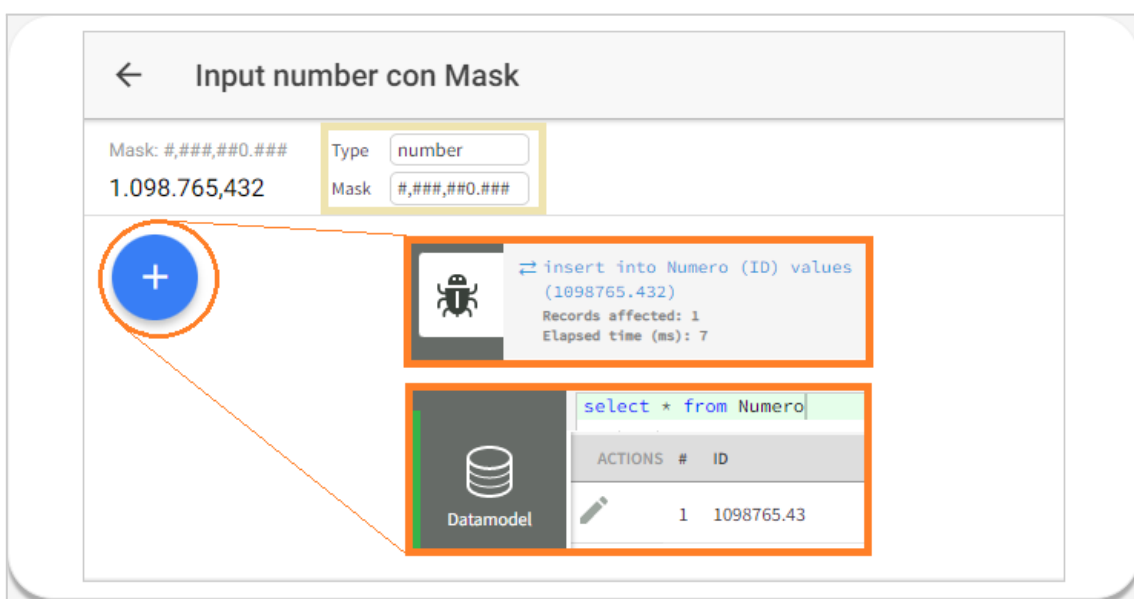 Input number con Mask
Mask: #,###,##0.###
1.098.765,432
Type number
Mask #,###,##0.###
+
insert into Numero (ID) values
(1098765.432)
Records affected: 1
Elapsed time (ms): 7
select * from Numero
ACTIONS # ID
1 1098765.43
Datamodel